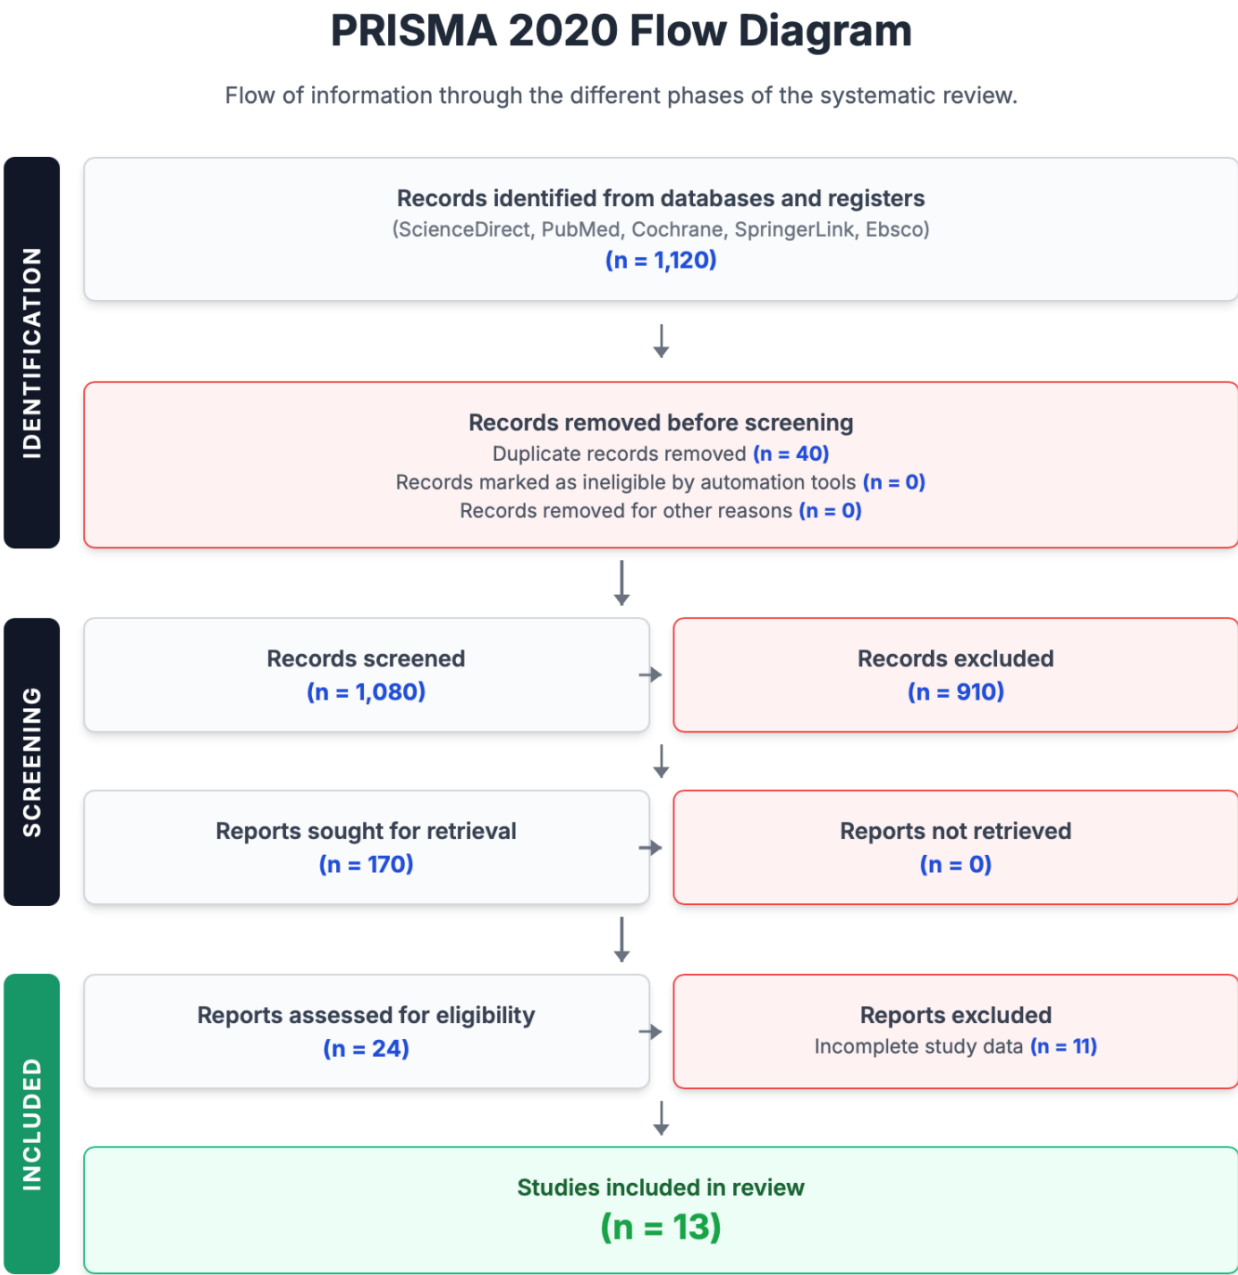 PRISMA 2020 Flow Diagram
Flow of information through the different phases of the systematic review.
IDENTIFICATION
Records identified from databases and registers
(ScienceDirect, PubMed, Cochrane, SpringerLink, Ebsco)
(n = 1,120)
Records removed before screening
Duplicate records removed (n = 40)
Records marked as ineligible by automation tools (n = 0)
Records removed for other reasons (n = 0)
SCREENING
Records screened
(n = 1,080)
Records excluded
(n = 910)
Reports sought for retrieval
(n = 170)
Reports not retrieved
(n = 0)
INCLUDED
Reports assessed for eligibility
(n = 24)
Reports excluded
Incomplete study data (n = 11)
Studies included in review
(n = 13)